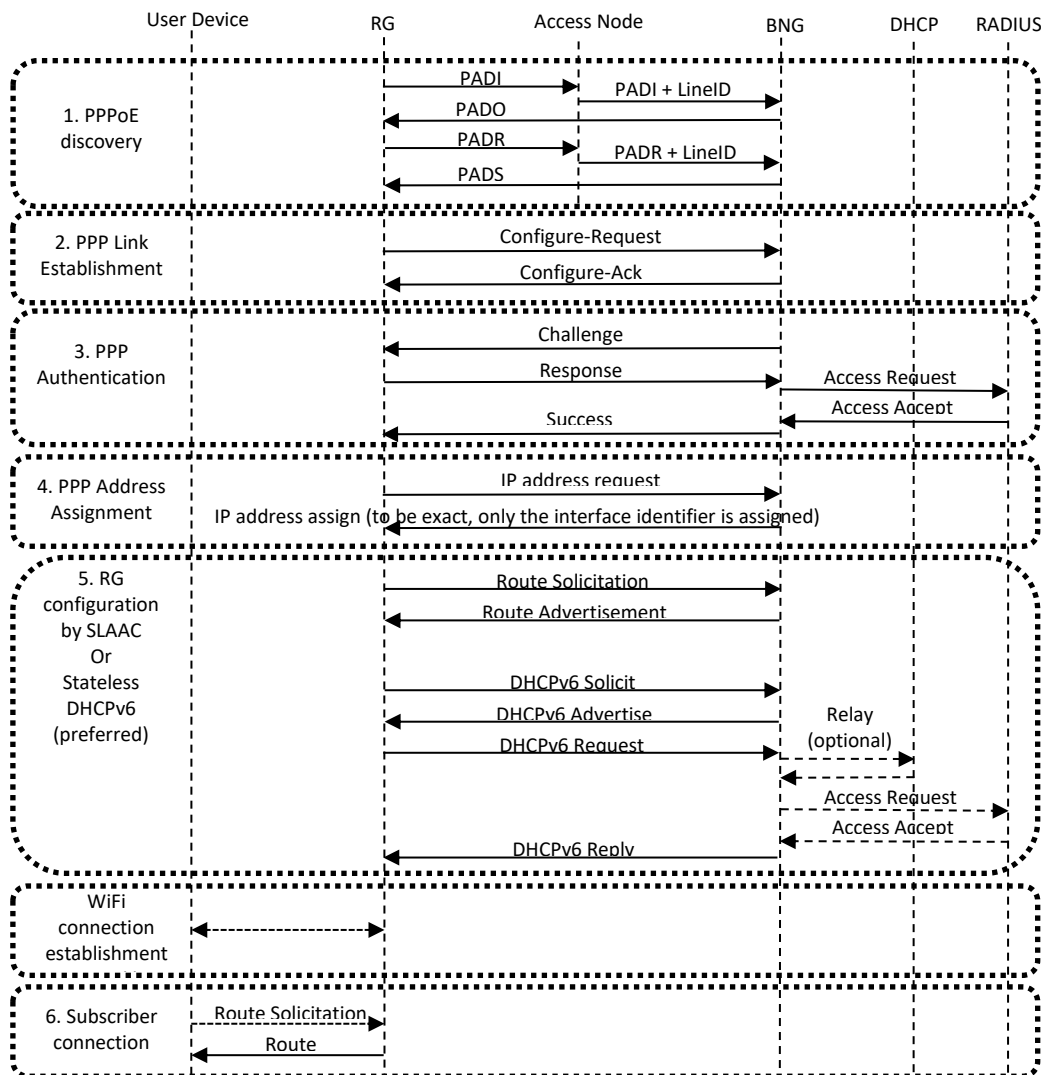 User Device
RG
Access Node
BNG
DHCP
RADIUS
1. PPPoE
discovery
PADI
PADI + LineID
PADO
PADR
PADR + LineID
PADS
2. PPP Link
Establishment
Configure-Request
Configure-Ack
3. PPP
Authentication
Challenge
Response
Access Request
Access Accept
Success
4. PPP Address
Assignment
IP address request
IP address assign (to be exact, only the interface identifier is assigned)
5. RG
configuration
by SLAAC
Or
Stateless
DHCPv6
(preferred)
Route Solicitation
Route Advertisement
DHCPv6 Solicit
DHCPv6 Advertise
DHCPv6 Request
Relay
(optional)
Access Request
Access Accept
DHCPv6 Reply
WiFi
connection
establishment
6. Subscriber
connection
Route Solicitation
Route